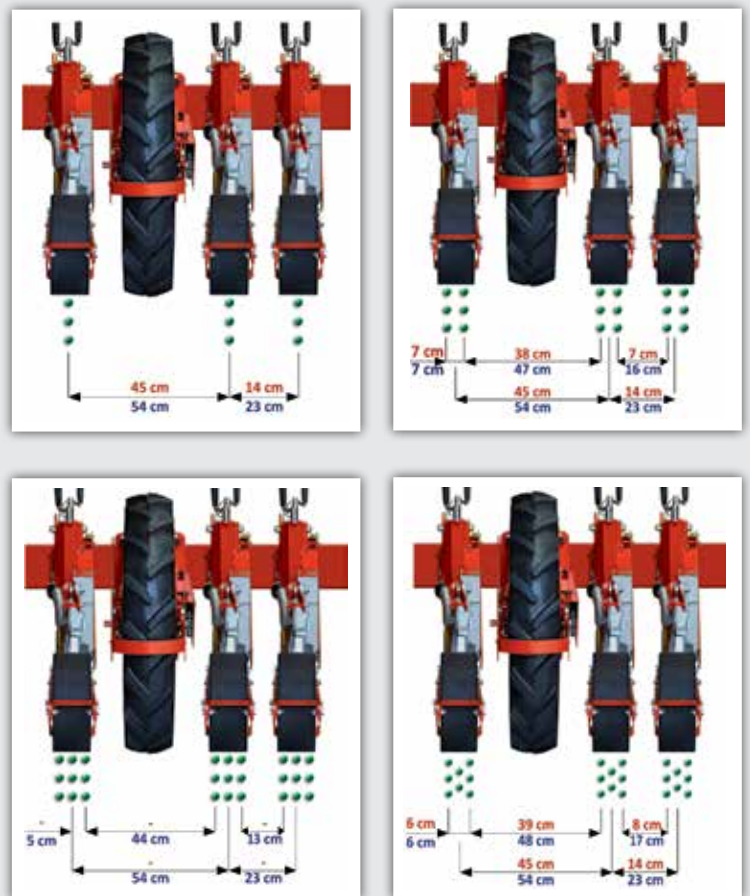 45 cm 14 cm
54 cm 23 cm
7 cm 38 cm 7 cm
7 cm 47 cm 16 cm
45 cm 14 cm
54 cm 23 cm
- - -
5 cm 44 cm 13 cm
- -
54 cm 23 cm
6 cm 39 cm 8 cm
6 cm 48 cm 17 cm
45 cm 14 cm
54 cm 23 cm